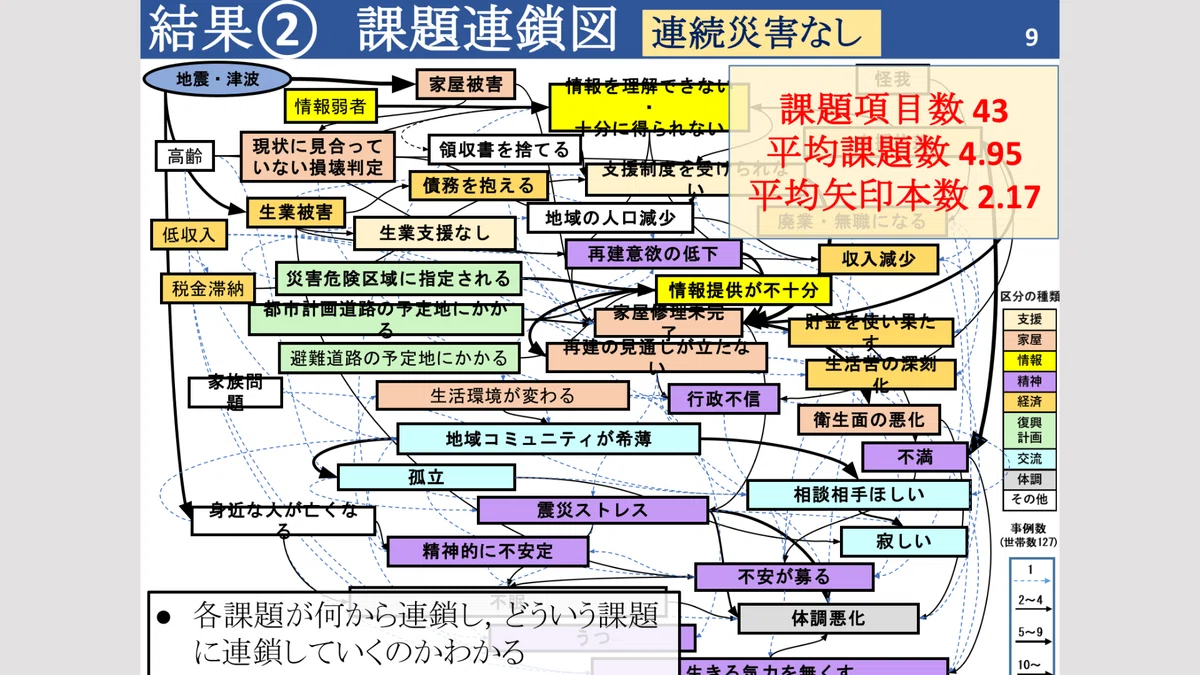 結果② 課題連鎖図
連続災害なし
9
地震・津波
家屋被害
情報を理解できない
・
十分に得られない
怪我
課題項目数 43
平均課題数 4.95
平均矢印本数 2.17
情報弱者
高齢
現状に見合って
いない損壊判定
領収書を捨てる
支援制度を受けられな
い
債務を抱える
生業被害
地域の人口減少
廃業・無職になる
低収入
生業支援なし
再建意欲の低下
収入減少
税金滞納
災害危険区域に指定される
情報提供が不十分
都市計画道路の予定地にかか
る
家屋修理未完
了
貯金を使い果た
す
避難道路の予定地にかかる
再建の見通しが立たな
い
生活苦の深刻
化
家族問
題
生活環境が変わる
行政不信
衛生面の悪化
地域コミュニティが希薄
不満
孤立
相談相手ほしい
身近な人が亡くな
る
震災ストレス
寂しい
精神的に不安定
不安が募る
不眠
体調悪化
うつ
生きる気力を無くす
● 各課題が何から連鎖し，どういう課題
に連鎖していくのかわかる
区分の種類
支援
家屋
情報
精神
経済
復興
計画
交流
体調
その他
事例数
(世帯数127)
1
2～4
5～9
10～